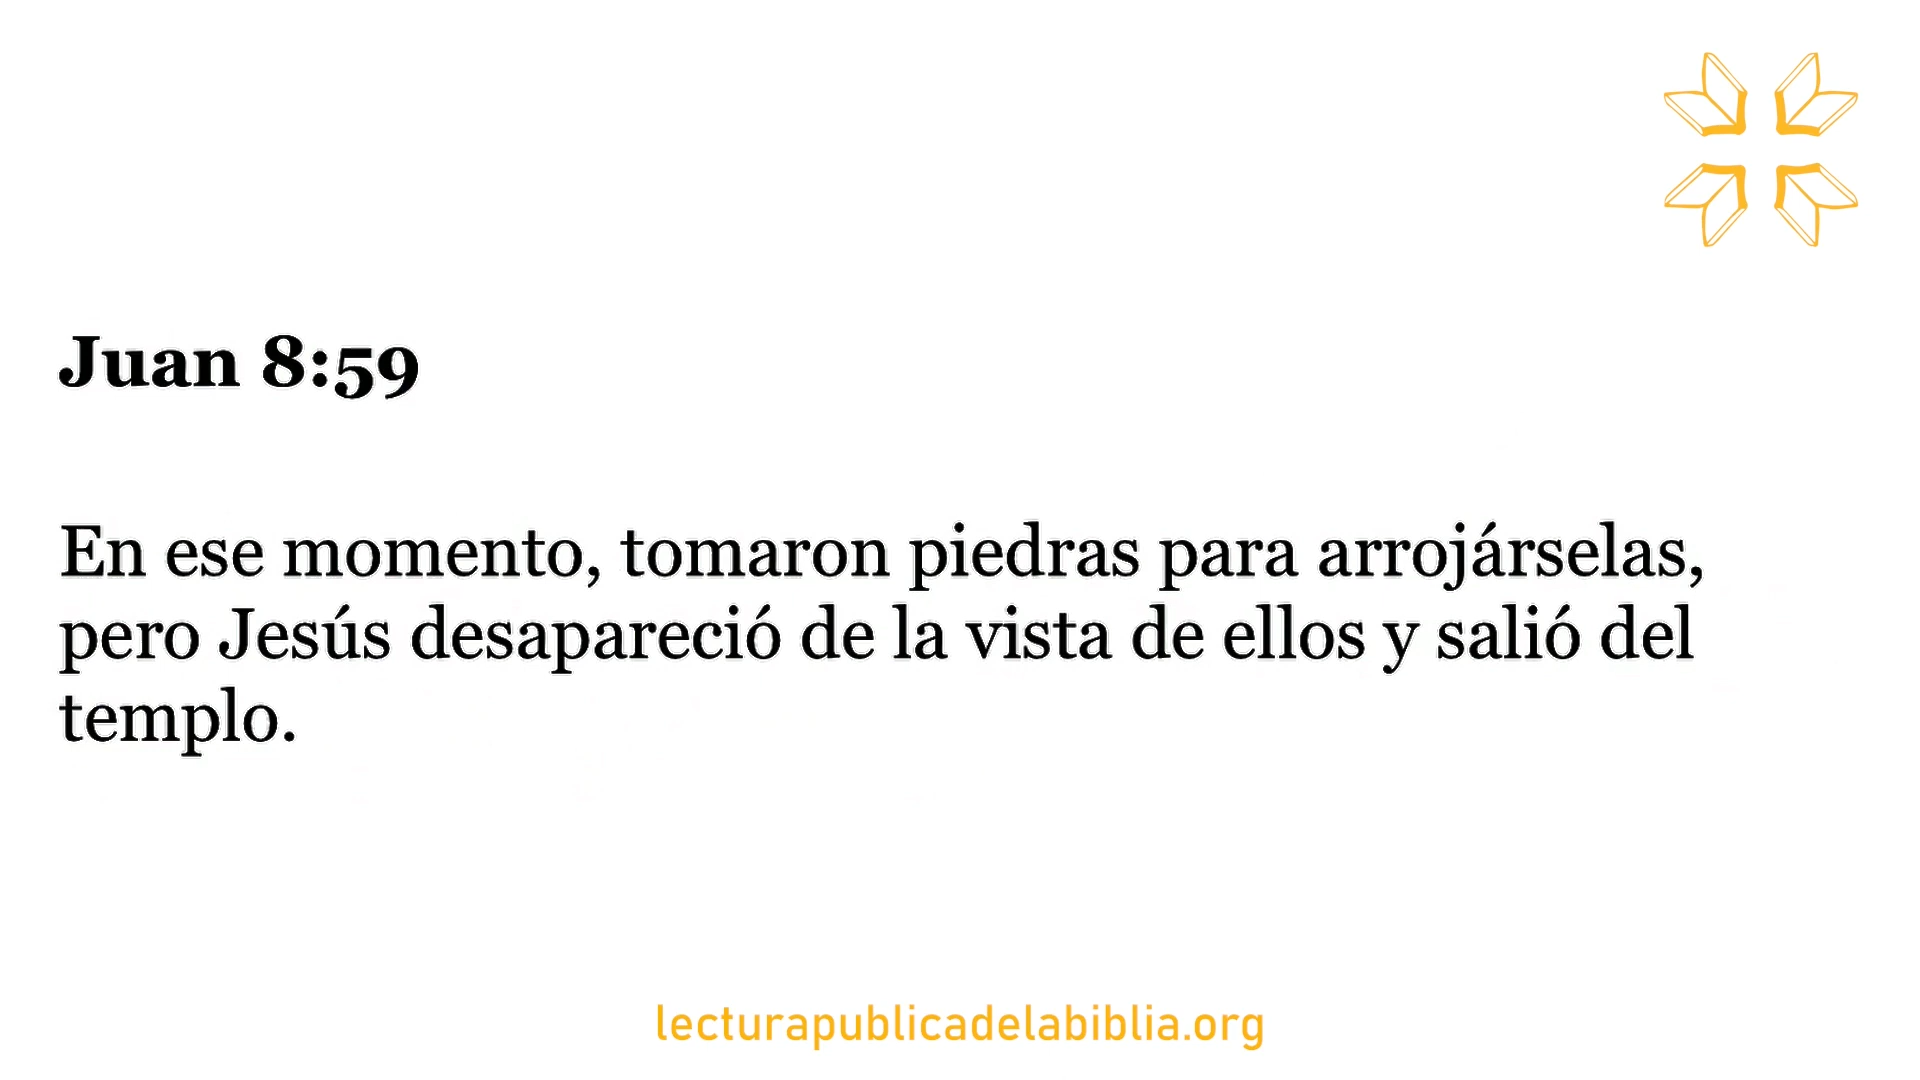 Juan 8:59
En ese momento, tomaron piedras para arrojárselas,
pero Jesús desapareció de la vista de ellos y salió del
templo.
lecturapublicadelabiblia.org